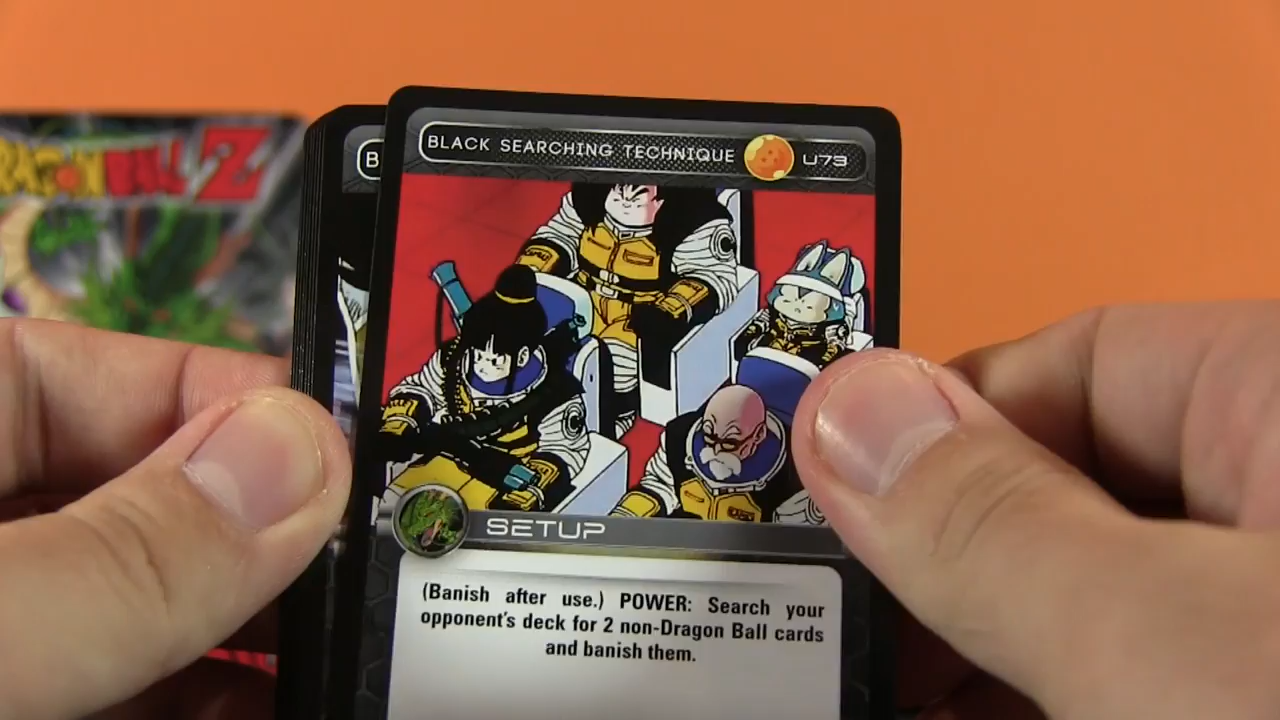 BLACK SEARCHING TECHNIQUE U73
B
DRAGON BALL Z
SETUP
(Banish after use.) POWER: Search your
opponent's deck for 2 non-Dragon Ball cards
and banish them.